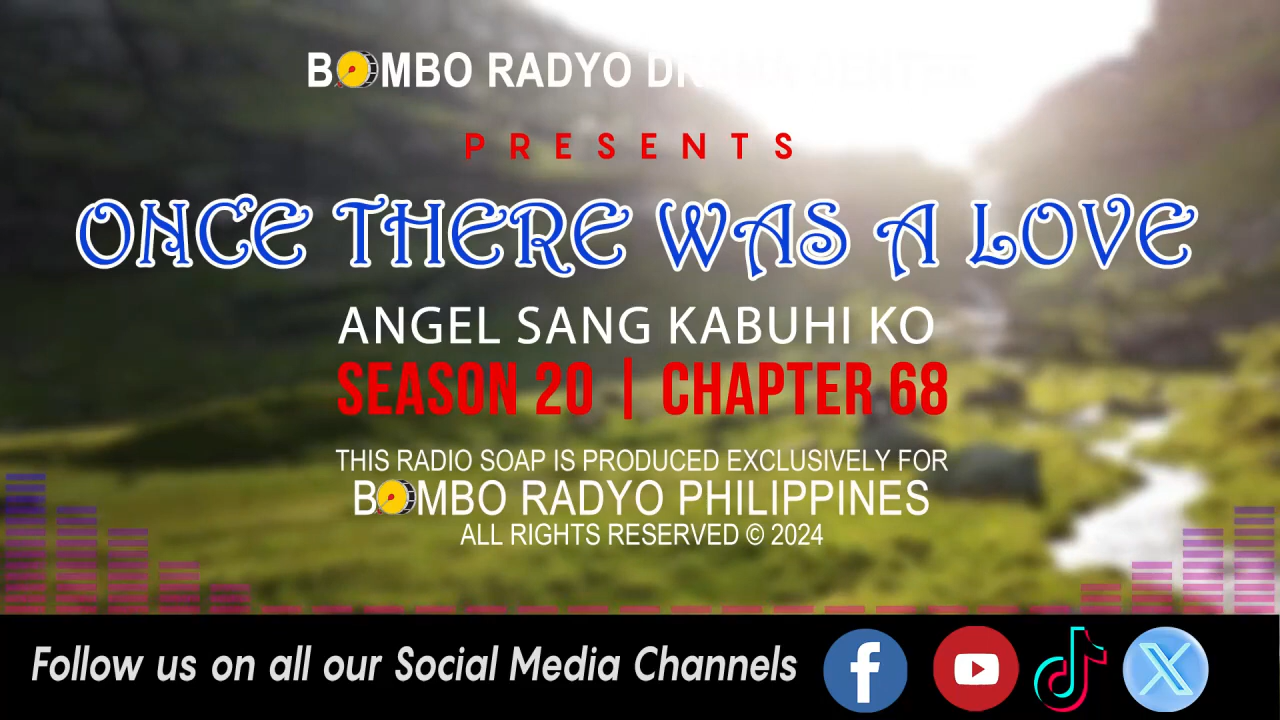 BOMBO RADYO
PRESENTS
ONCE THERE WAS A LOVE
ANGEL SANG KABUHI KO
SEASON 20 | CHAPTER 68
THIS RADIO SOAP IS PRODUCED EXCLUSIVELY FOR
BOMBO RADYO PHILIPPINES
ALL RIGHTS RESERVED © 2024
Follow us on all our Social Media Channels